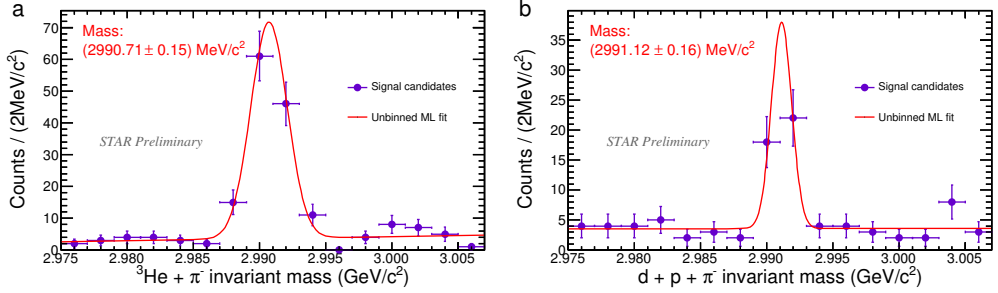 a
Counts / (2MeV/c²)
70
60
50
40
30
20
10
0
Mass:
(2990.71 ± 0.15) MeV/c²
Signal candidates
Unbinned ML fit
STAR Preliminary
2.975 2.980 2.985 2.990 2.995 3.000 3.005
³He + π⁻ invariant mass (GeV/c²)
b
Counts / (2MeV/c²)
35
30
25
20
15
10
5
0
Mass:
(2991.12 ± 0.16) MeV/c²
Signal candidates
Unbinned ML fit
STAR Preliminary
2.975 2.980 2.985 2.990 2.995 3.000 3.005
d + p + π⁻ invariant mass (GeV/c²)